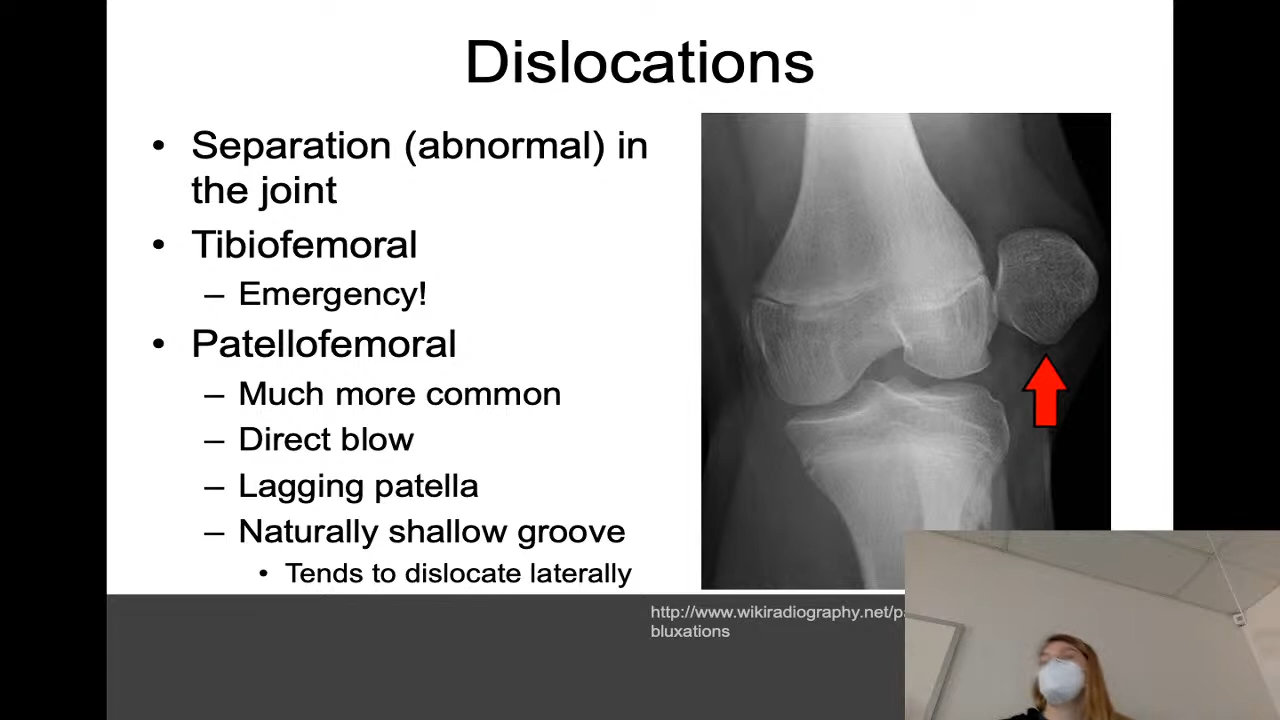 Dislocations
• Separation (abnormal) in
the joint
• Tibiofemoral
– Emergency!
• Patellofemoral
– Much more common
– Direct blow
– Lagging patella
– Naturally shallow groove
• Tends to dislocate laterally
http://www.wikiradiography.net/p
bluxations